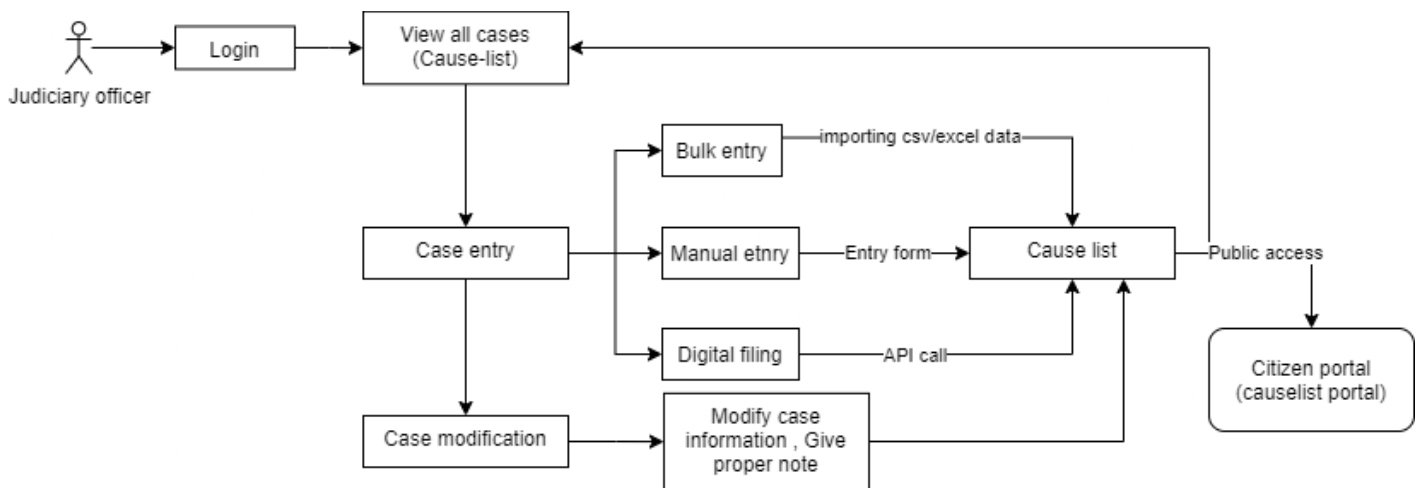 Login
View all cases
(Cause-list)
Judiciary officer
Bulk entry
importing csv/excel data
Case entry
Manual etnry
Entry form
Cause list
Public access
Digital filing
API call
Citizen portal
(causelist portal)
Case modification
Modify case
information , Give
proper note